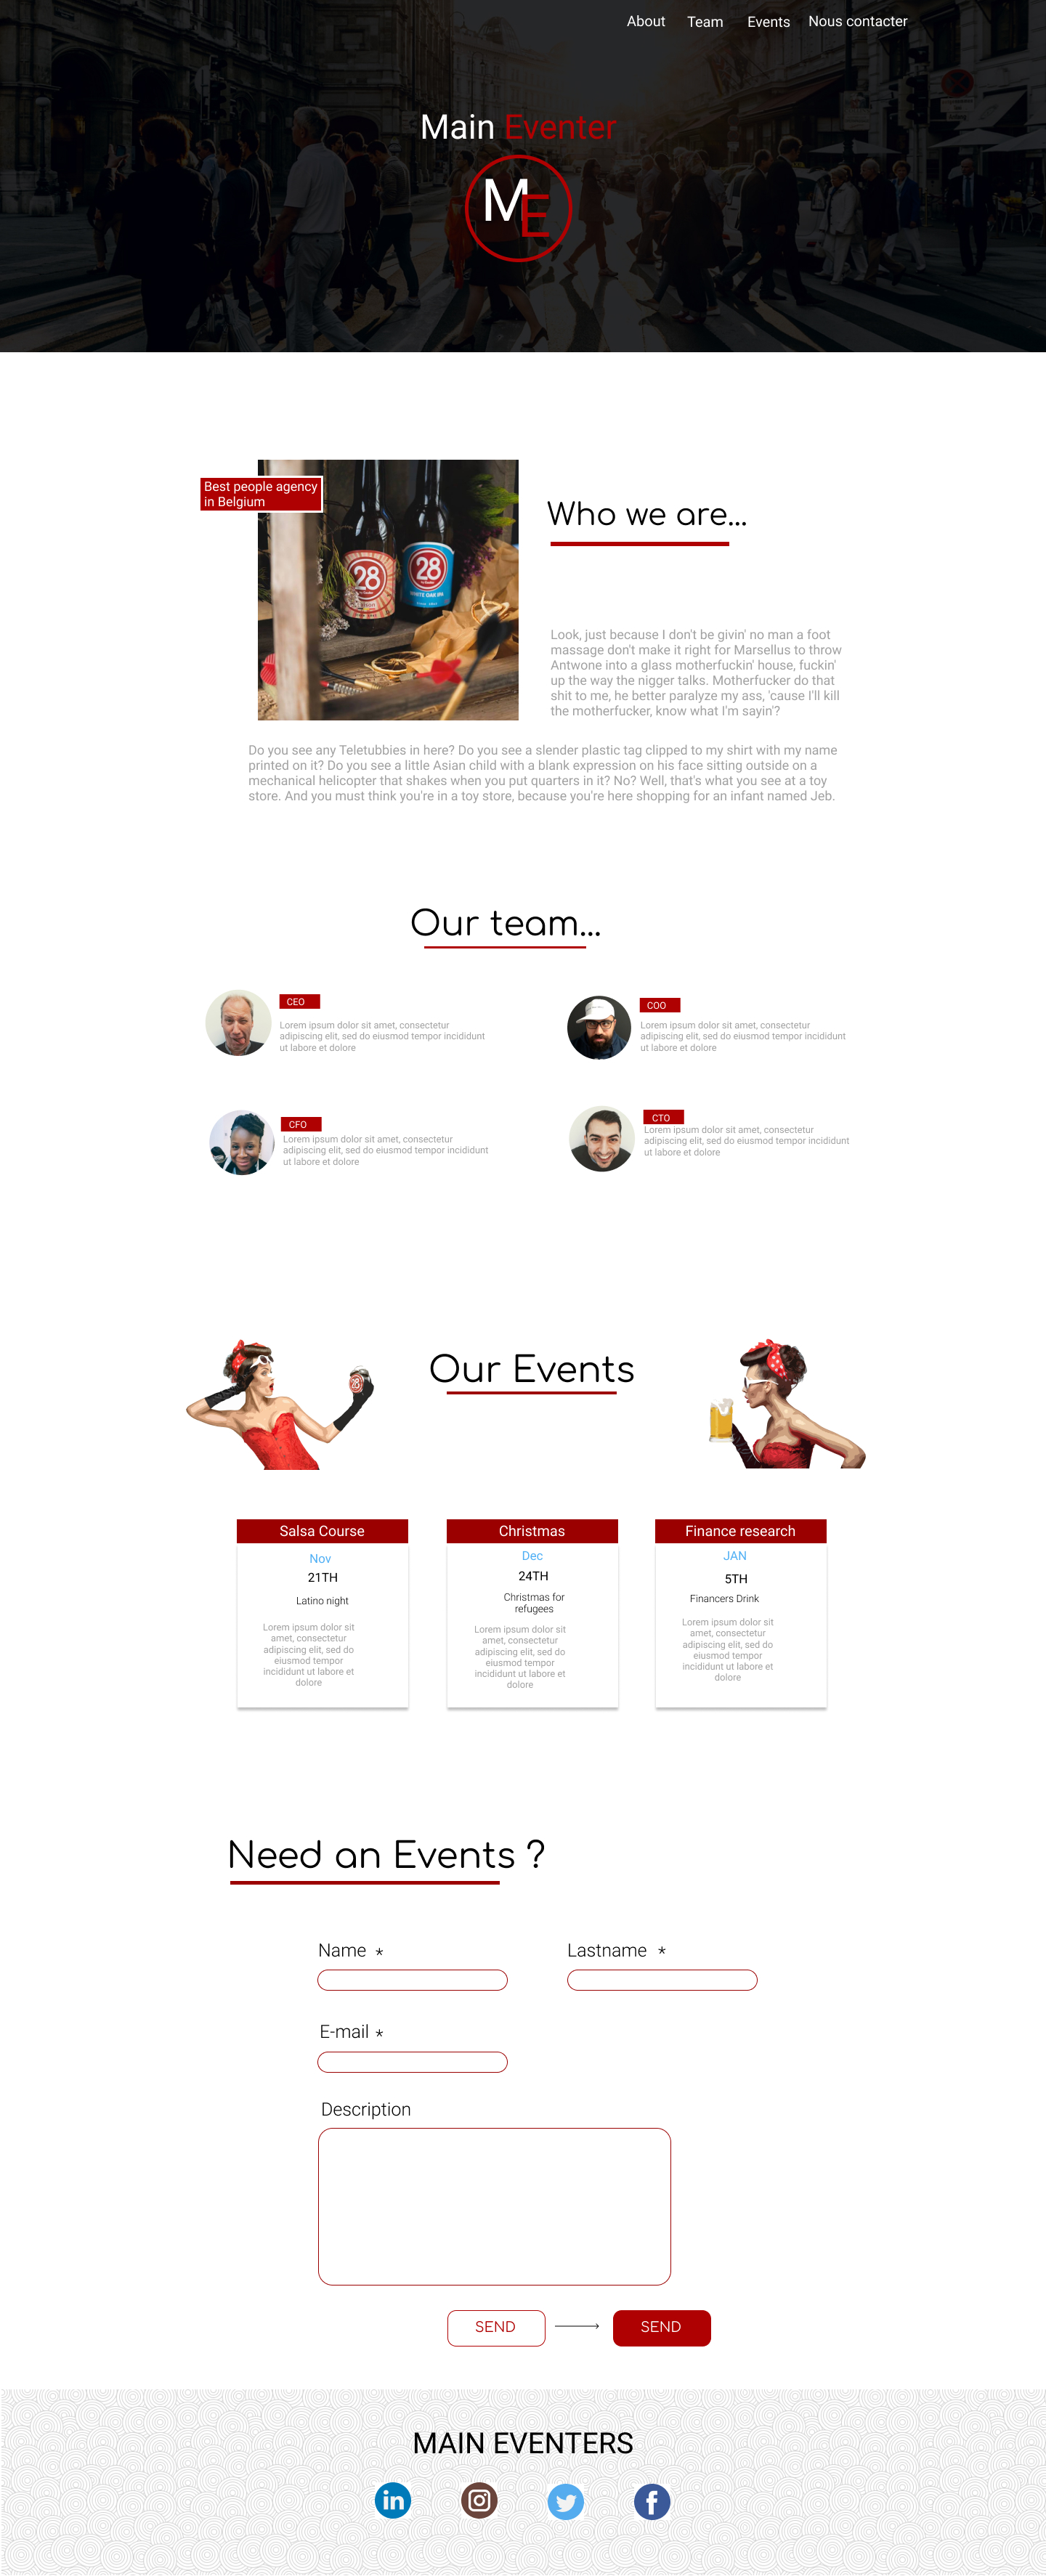 About Team Events Nous contacter
Main Eventer
ME
Best people agency
in Belgium
28
28
WHITE OAK IPA
Who we are...
Look, just because I don't be givin' no man a foot
massage don't make it right for Marsellus to throw
Antwone into a glass motherfuckin' house, fuckin'
up the way the nigger talks. Motherfucker do that
shit to me, he better paralyze my ass, 'cause I'll kill
the motherfucker, know what I'm sayin'?
Do you see any Teletubbies in here? Do you see a slender plastic tag clipped to my shirt with my name
printed on it? Do you see a little Asian child with a blank expression on his face sitting outside on a
mechanical helicopter that shakes when you put quarters in it? No? Well, that's what you see at a toy
store. And you must think you're in a toy store, because you're here shopping for an infant named Jeb.
Our team...
CEO
Lorem ipsum dolor sit amet, consectetur
adipiscing elit, sed do eiusmod tempor incididunt
ut labore et dolore
COO
Lorem ipsum dolor sit amet, consectetur
adipiscing elit, sed do eiusmod tempor incididunt
ut labore et dolore
CFO
Lorem ipsum dolor sit amet, consectetur
adipiscing elit, sed do eiusmod tempor incididunt
ut labore et dolore
CTO
Lorem ipsum dolor sit amet, consectetur
adipiscing elit, sed do eiusmod tempor incididunt
ut labore et dolore
28
Our Events
Salsa Course
Nov
21TH
Latino night
Lorem ipsum dolor sit
amet, consectetur
adipiscing elit, sed do
eiusmod tempor
incididunt ut labore et
dolore
Christmas
Dec
24TH
Christmas for
refugees
Lorem ipsum dolor sit
amet, consectetur
adipiscing elit, sed do
eiusmod tempor
incididunt ut labore et
dolore
Finance research
JAN
5TH
Financers Drink
Lorem ipsum dolor sit
amet, consectetur
adipiscing elit, sed do
eiusmod tempor
incididunt ut labore et
dolore
Need an Events ?
Name *
Lastname *
E-mail *
Description
SEND
SEND
MAIN EVENTERS
in
f